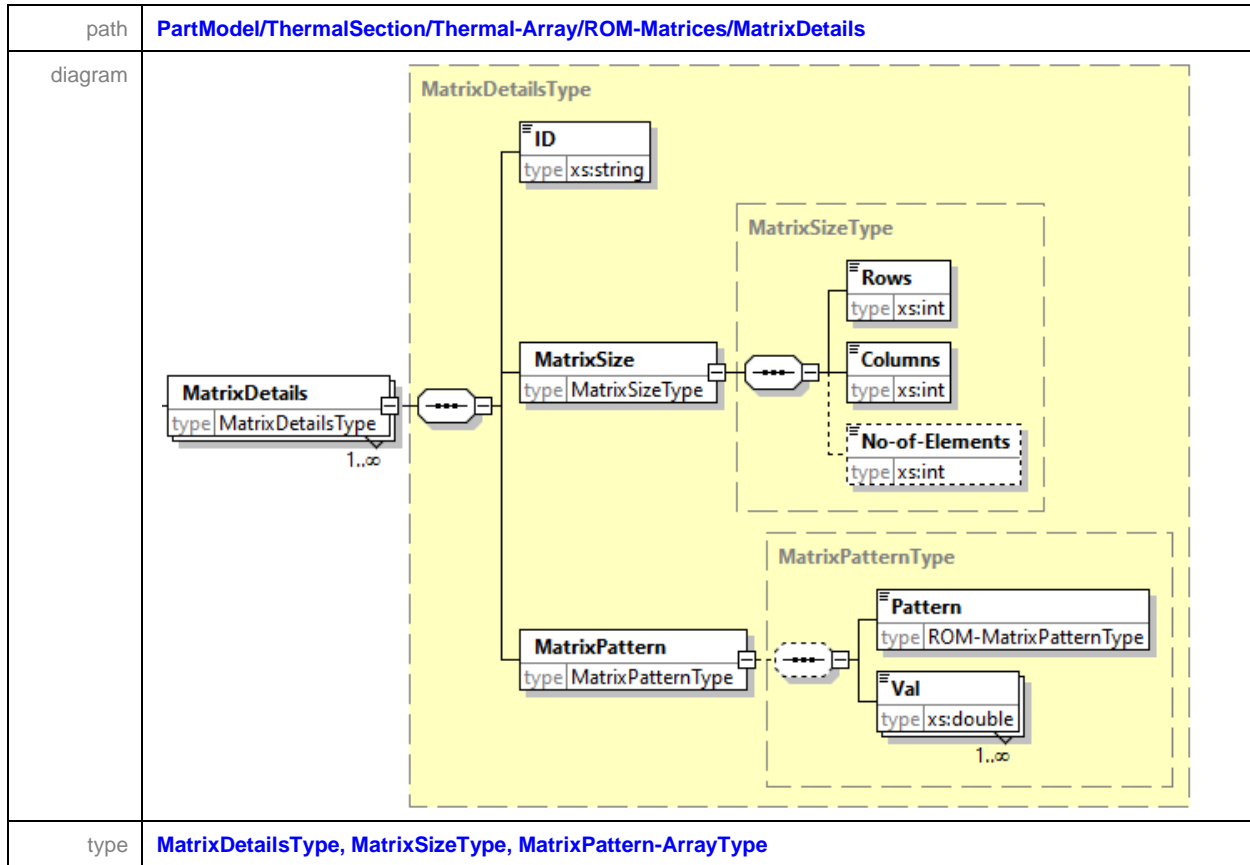 path PartModel/ThermalSection/Thermal-Array/ROM-Matrices/MatrixDetails
diagram
MatrixDetailsType
ID
type xs:string
MatrixSizeType
Rows
type xs:int
MatrixSize
type MatrixSizeType
Columns
type xs:int
MatrixDetails
type MatrixDetailsType
1..∞
No-of-Elements
type xs:int
MatrixPatternType
Pattern
type ROM-MatrixPatternType
MatrixPattern
type MatrixPatternType
Val
type xs:double
1..∞
type MatrixDetailsType, MatrixSizeType, MatrixPattern-ArrayType